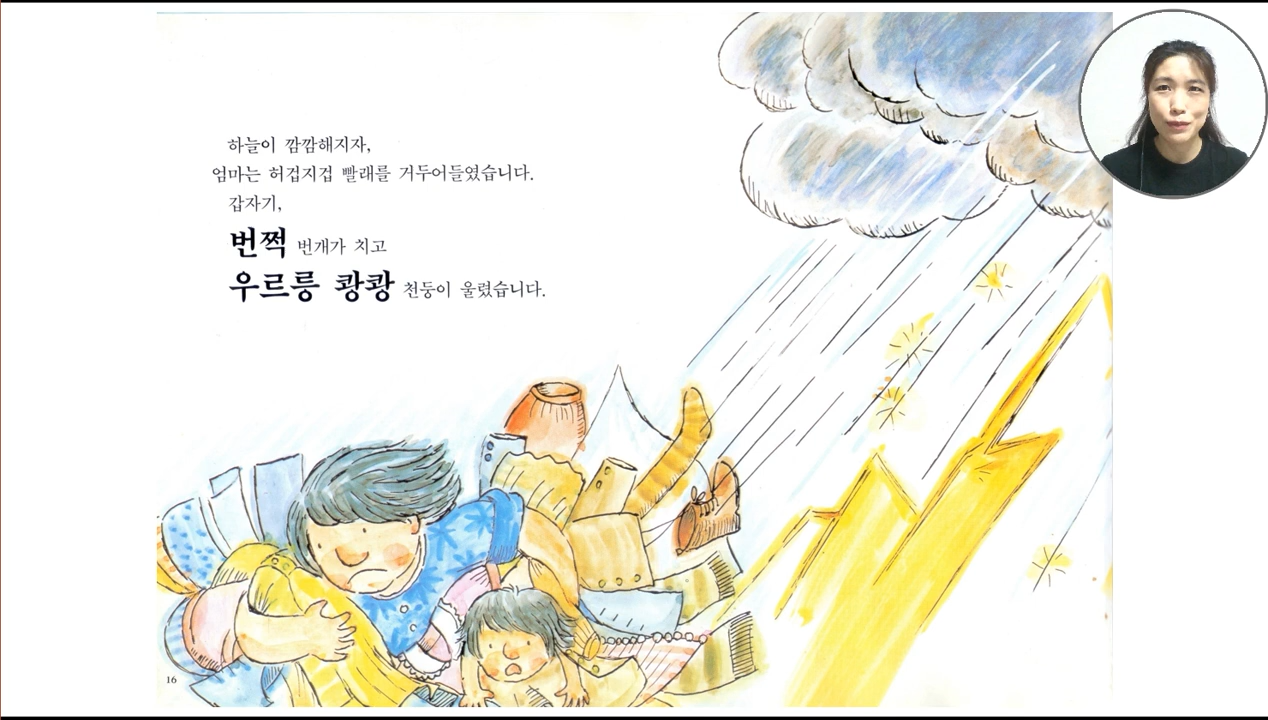 하늘이 깜깜해지자,
엄마는 허겁지겁 빨래를 거두어들였습니다.
갑자기,
번쩍 번개가 치고
우르릉 쾅쾅 천둥이 울렸습니다.
16